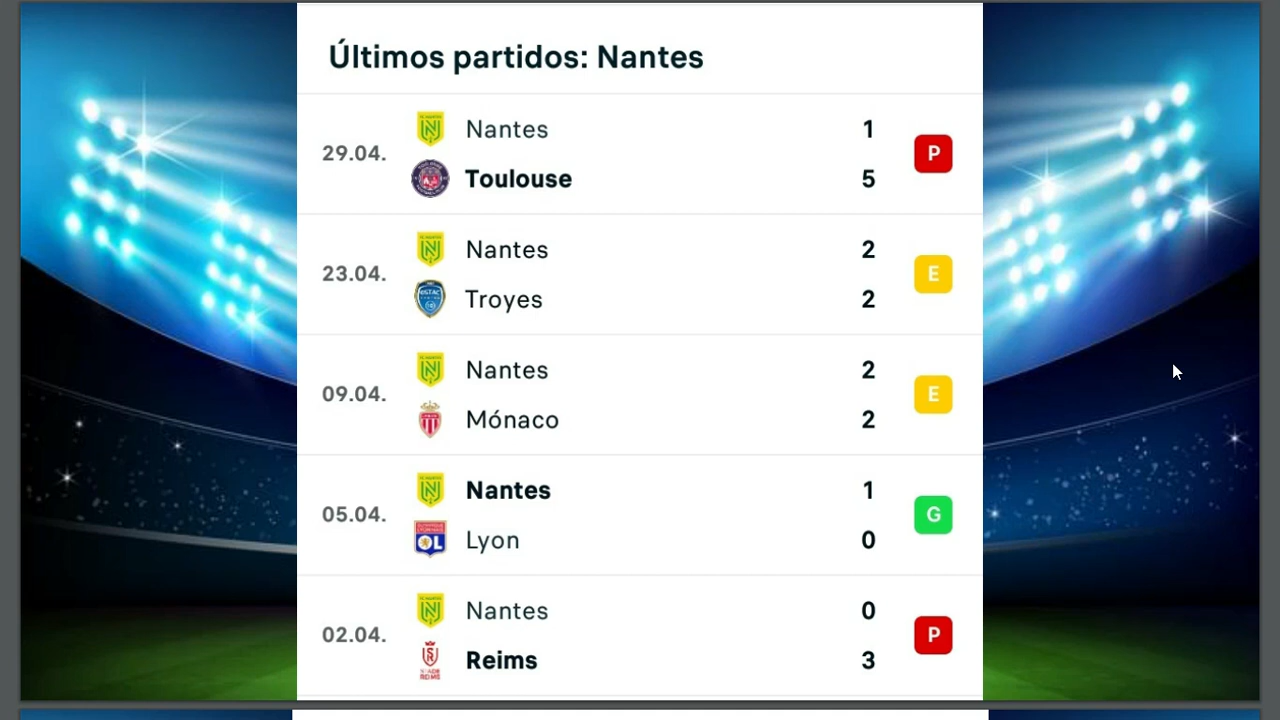 Últimos partidos: Nantes
29.04.
Nantes 1
Toulouse 5
P
23.04.
Nantes 2
Troyes 2
E
09.04.
Nantes 2
Mónaco 2
E
05.04.
Nantes 1
Lyon 0
G
02.04.
Nantes 0
Reims 3
P